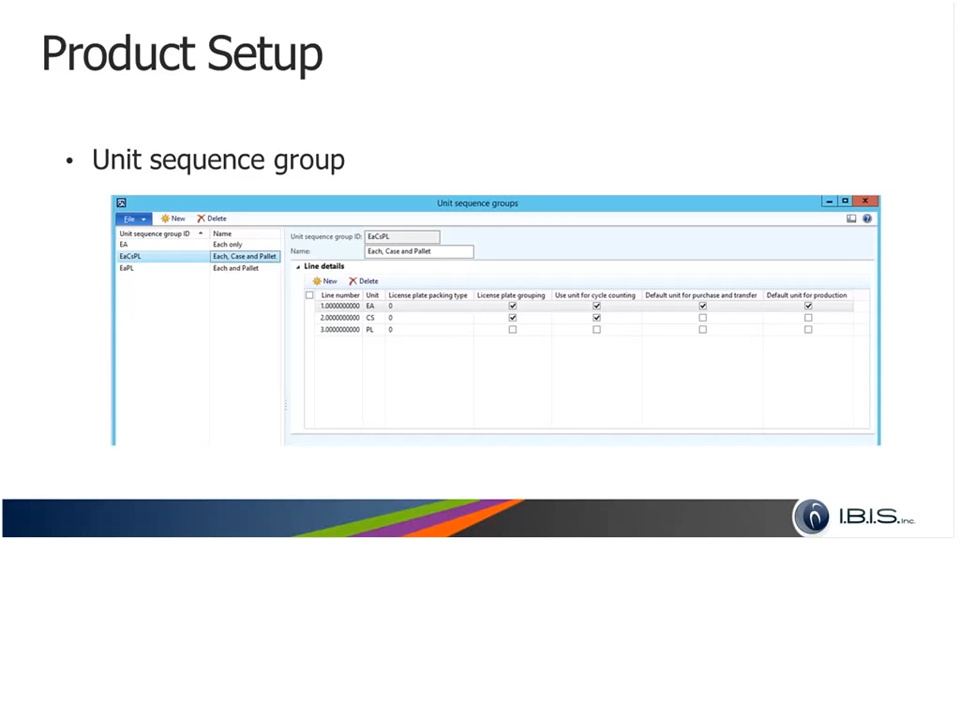 Product Setup
• Unit sequence group
Unit sequence groups
File New Delete
Unit sequence group ID Name
EA Each only
EaCsPL Each, Case and Pallet
EaPL Each and Pallet
Unit sequence group ID: EaCsPL
Name: Each, Case and Pallet
Line details
New Delete
Line number Unit License plate packing type License plate grouping Use unit for cycle counting Default unit for purchase and transfer Default unit for production
1.0000000000 EA 0
2.0000000000 CS 0
3.0000000000 PL 0
I.B.I.S. Inc.